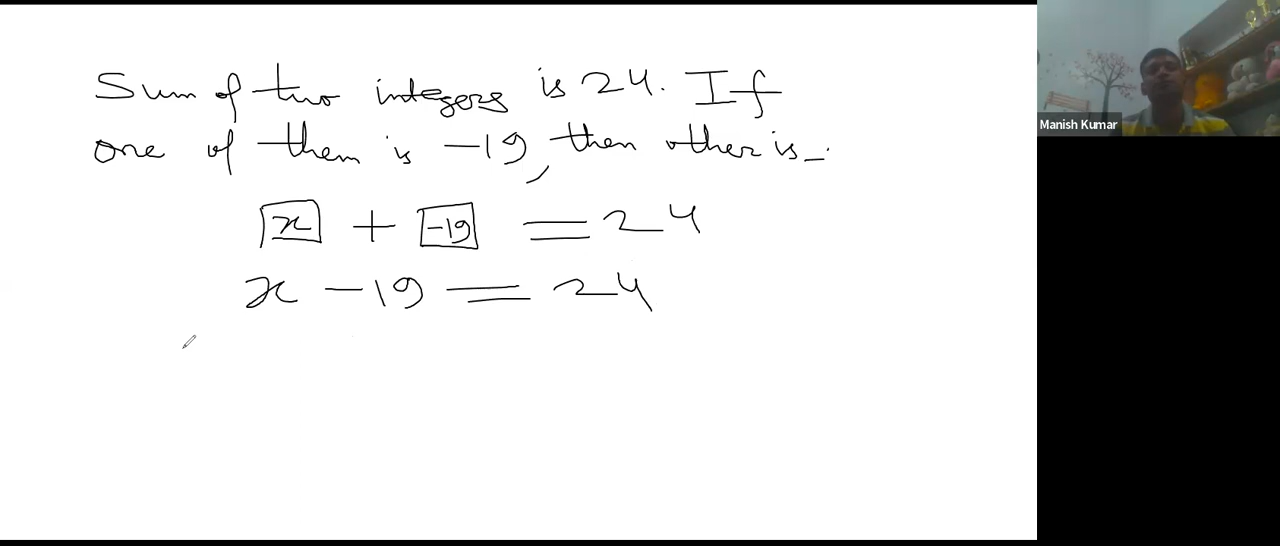 Sum of two integers is 24. If
one of them is -19, then other is _.
x + -19 = 24
x - 19 = 24
Manish Kumar